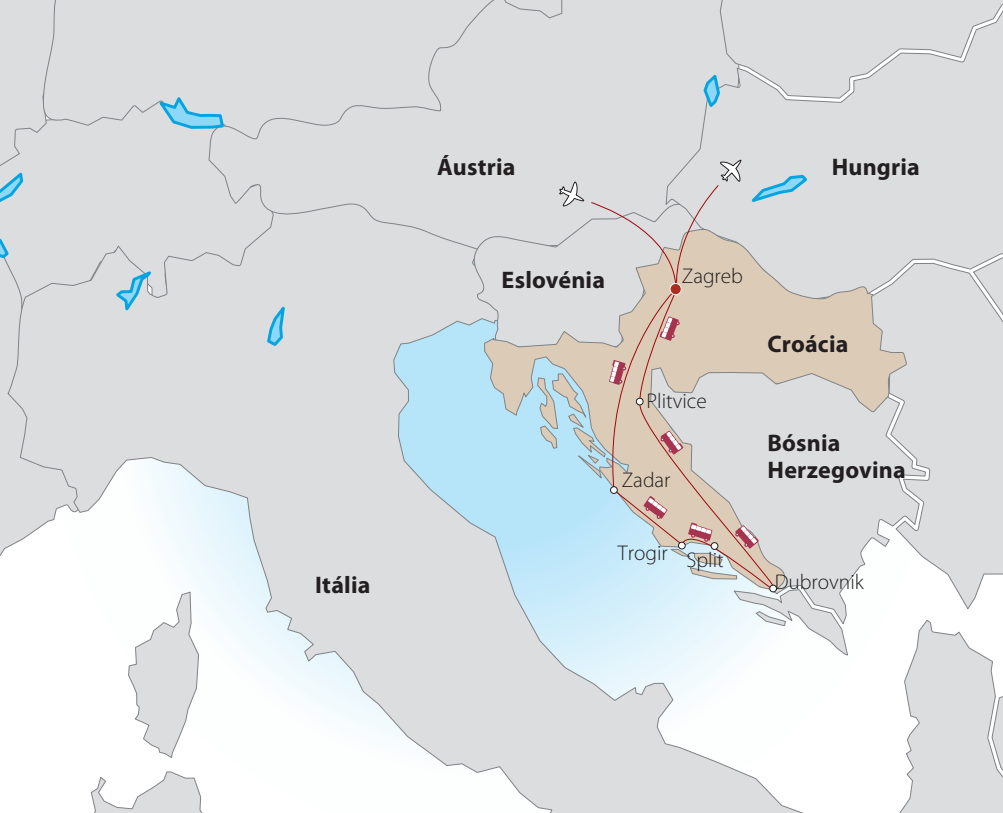 Áustria
Hungria
Eslovénia
Zagreb
Croácia
Plitvice
Bósnia
Herzegovina
Zadar
Trogir
Split
Itália
Dubrovnik